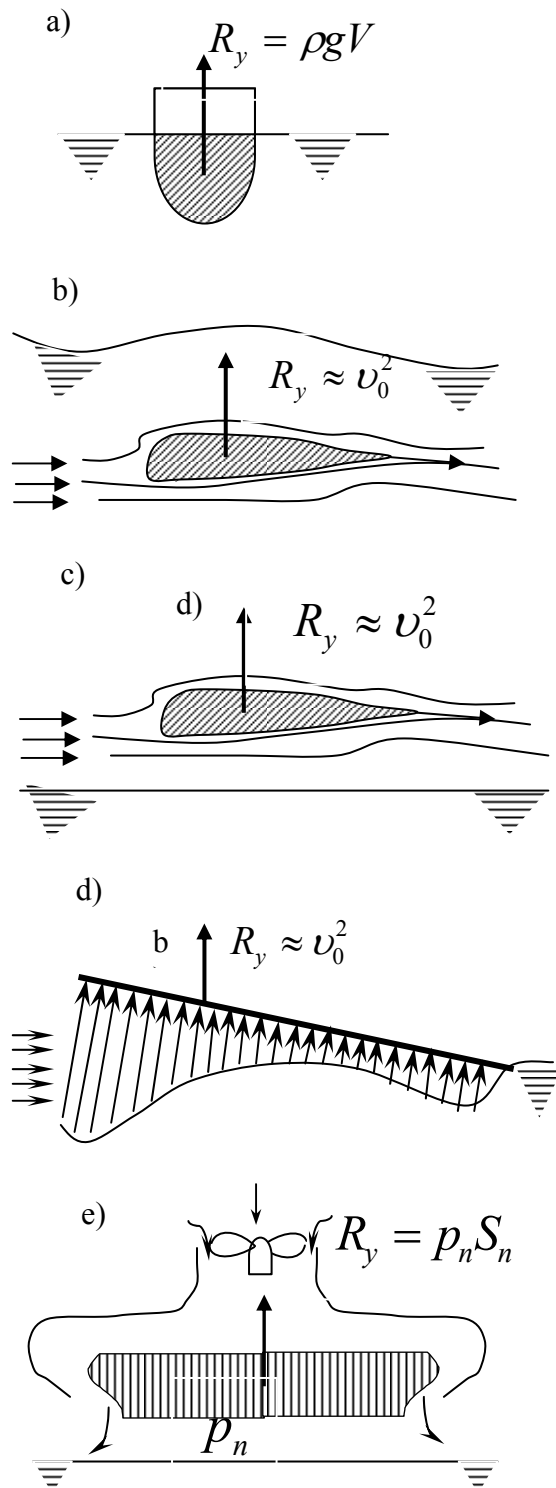 a)
R_y = ρgV
b)
R_y ≈ υ_0^2
c)
d)
R_y ≈ υ_0^2
d)
b
R_y ≈ υ_0^2
e)
R_y = p_n S_n
p_n